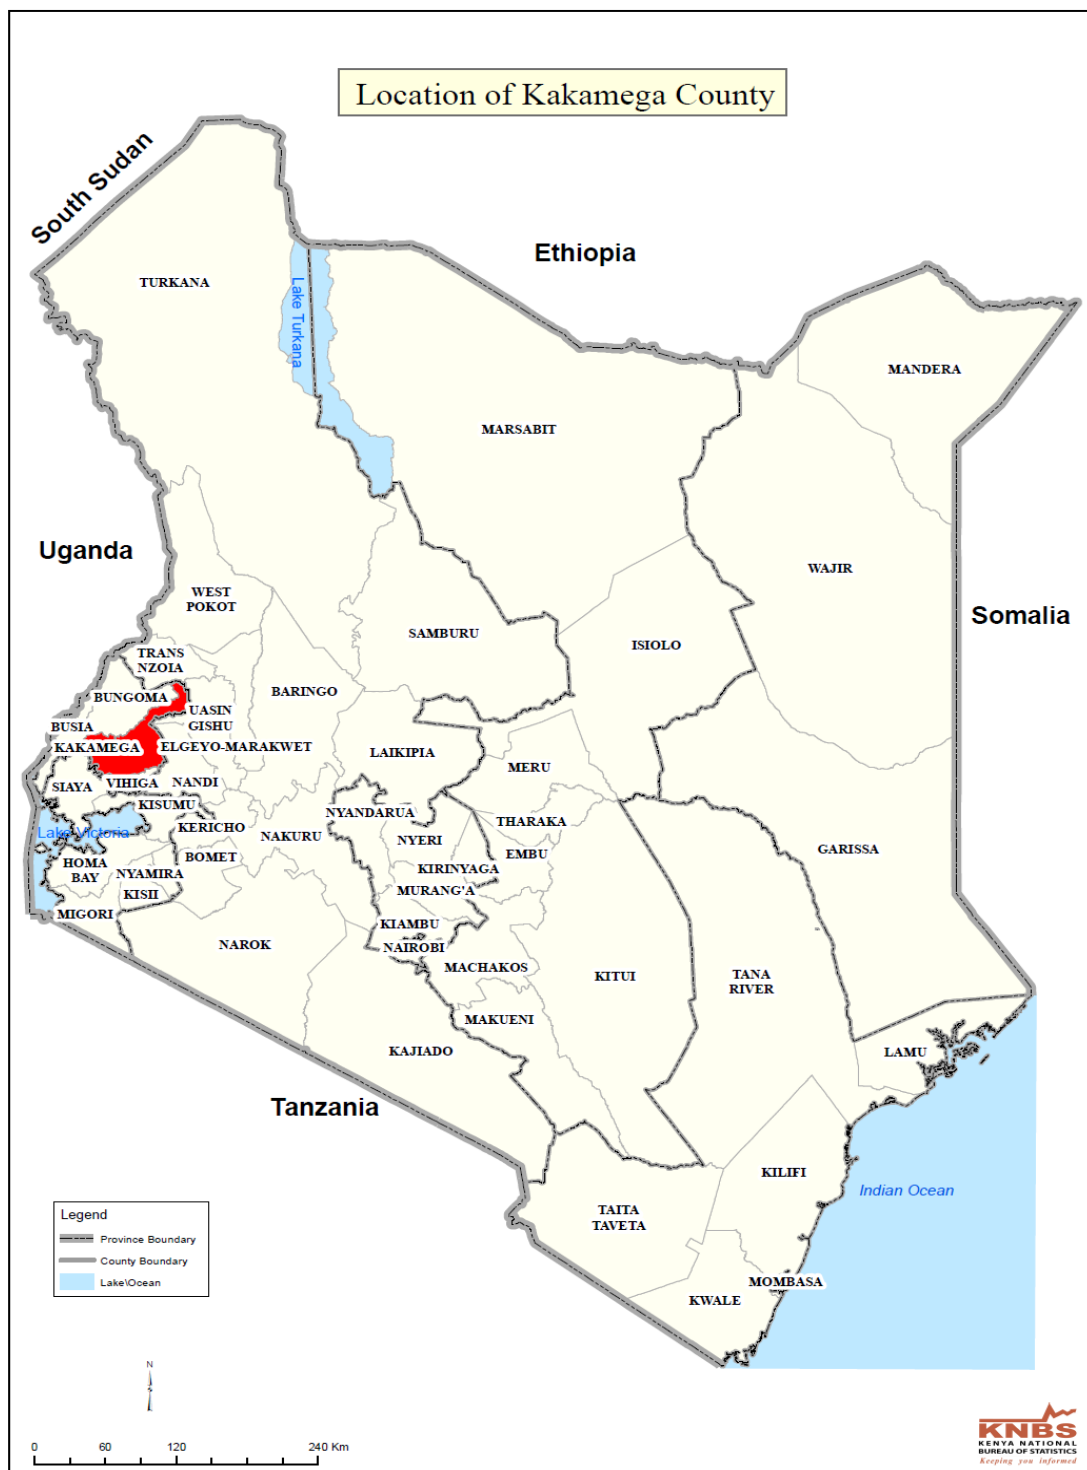 Location of Kakamega County
South Sudan
Ethiopia
TURKANA
Lake Turkana
MANDERA
MARSABIT
Uganda
WAJIR
WEST
POKOT
Somalia
SAMBURU
ISIOLO
TRANS
NZOIA
BARINGO
BUNGOMA
UASIN
GISHU
BUSIA
KAKAMEGA
ELGEYO-MARAKWET
LAIKIPIA
MERU
SIAYA
VIHIGA
NANDI
KISUMU
NYANDARUA
THARAKA
Lake Victoria
KERICHO
NAKURU
NYERI
GARISSA
HOMA
BAY
BOMET
EMBU
NYAMIRA
KIRINYAGA
KISII
MURANG'A
MIGORI
KIAMBU
NAROK
NAIROBI
MACHAKOS
KITUI
TANA
RIVER
MAKUENI
KAJIADO
LAMU
Tanzania
KILIFI
Indian Ocean
TAITA
TAVETA
MOMBASA
KWALE
Legend
Province Boundary
County Boundary
Lake\Ocean
N
0 60 120 240 Km
KNBS
KENYA NATIONAL
BUREAU OF STATISTICS
Keeping you informed